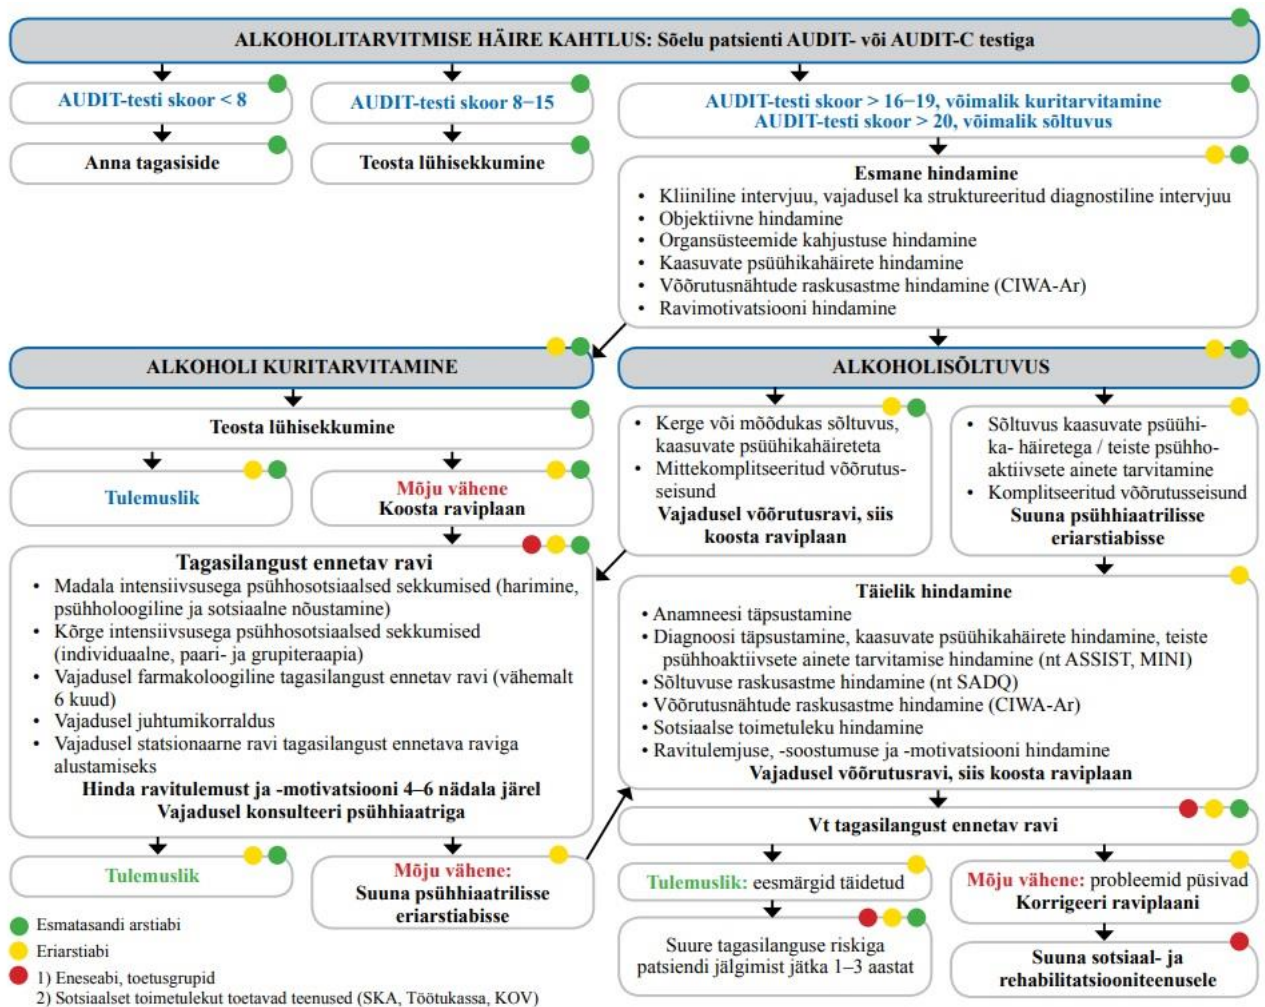 ALKOHOLITARVITMISE HÄIRE KAHTLUS: Sõelu patsienti AUDIT- või AUDIT-C testiga
AUDIT-testi skoor < 8
AUDIT-testi skoor 8−15
AUDIT-testi skoor > 16−19, võimalik kuritarvitamine
AUDIT-testi skoor > 20, võimalik sõltuvus
Anna tagasiside
Teosta lühisekkumine
Esmane hindamine
• Kliiniline intervjuu, vajadusel ka struktureeritud diagnostiline intervjuu
• Objektiivne hindamine
• Organsüsteemide kahjustuse hindamine
• Kaasuvate psüühikahäirete hindamine
• Võõrutusnähtude raskusastme hindamine (CIWA-Ar)
• Ravimotivatsiooni hindamine
ALKOHOLI KURITARVITAMINE
Teosta lühisekkumine
Tulemuslik
Mõju vähene
Koosta raviplaan
Tagasilangust ennetav ravi
• Madala intensiivsusega psühhosotsiaalsed sekkumised (harimine,
psühholoogiline ja sotsiaalne nõustamine)
• Kõrge intensiivsusega psühhosotsiaalsed sekkumised
(individuaalne, paari- ja grupiteraapia)
• Vajadusel farmakoloogiline tagasilangust ennetav ravi (vähemalt
6 kuud)
• Vajadusel juhtumikorraldus
• Vajadusel statsionaarne ravi tagasilangust ennetava raviga
alustamiseks
Hinda ravitulemust ja -motivatsiooni 4–6 nädala järel
Vajadusel konsulteeri psühhiaatriga
Tulemuslik
Mõju vähene:
Suuna psühhiaatrilisse
eriarstiabisse
ALKOHOLISÕLTUVUS
• Kerge või mõõdukas sõltuvus,
kaasuvate psüühikahäireteta
• Mittekomplitseeritud võõrutus-
seisund
Vajadusel võõrutusravi, siis
koosta raviplaan
• Sõltuvus kaasuvate psüühi-
ka- häiretega / teiste psühho-
aktiivsete ainete tarvitamine
• Komplitseeritud võõrutusseisund
Suuna psühhiaatrilisse
eriarstiabisse
Täielik hindamine
• Anamneesi täpsustamine
• Diagnoosi täpsustamine, kaasuvate psüühikahäirete hindamine, teiste
psühhoaktiivsete ainete tarvitamise hindamine (nt ASSIST, MINI)
• Sõltuvuse raskusastme hindamine (nt SADQ)
• Võõrutusnähtude raskusastme hindamine (CIWA-Ar)
• Sotsiaalse toimetuleku hindamine
• Ravitulemjuse, -soostumuse ja -motivatsiooni hindamine
Vajadusel võõrutusravi, siis koosta raviplaan
Vt tagasilangust ennetav ravi
Tulemuslik: eesmärgid täidetud
Mõju vähene: probleemid püsivad
Korrigeeri raviplaani
Suure tagasilanguse riskiga
patsiendi jälgimist jätka 1–3 aastat
Suuna sotsiaal- ja
rehabilitatsiooniteenusele
Esmatasandi arstiabi
Eriarstiabi
1) Eneseabi, toetusgrupid
2) Sotsiaalset toimetulekut toetavad teenused (SKA, Töötukassa, KOV)